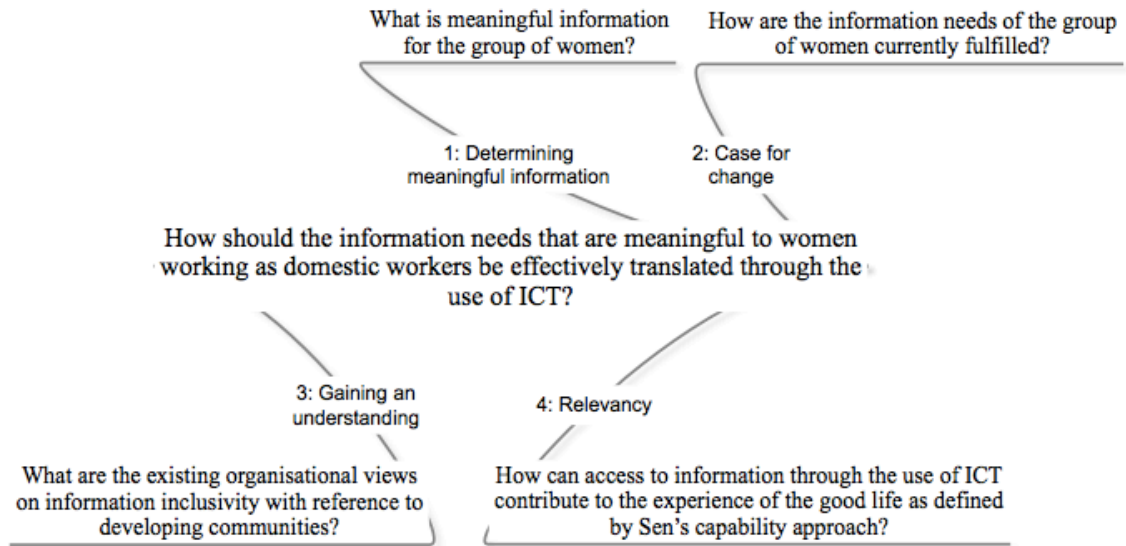 What is meaningful information
for the group of women?
How are the information needs of the group
of women currently fulfilled?
1: Determining
meaningful information
2: Case for
change
How should the information needs that are meaningful to women
working as domestic workers be effectively translated through the
use of ICT?
3: Gaining an
understanding
4: Relevancy
What are the existing organisational views
on information inclusivity with reference to
developing communities?
How can access to information through the use of ICT
contribute to the experience of the good life as defined
by Sen's capability approach?